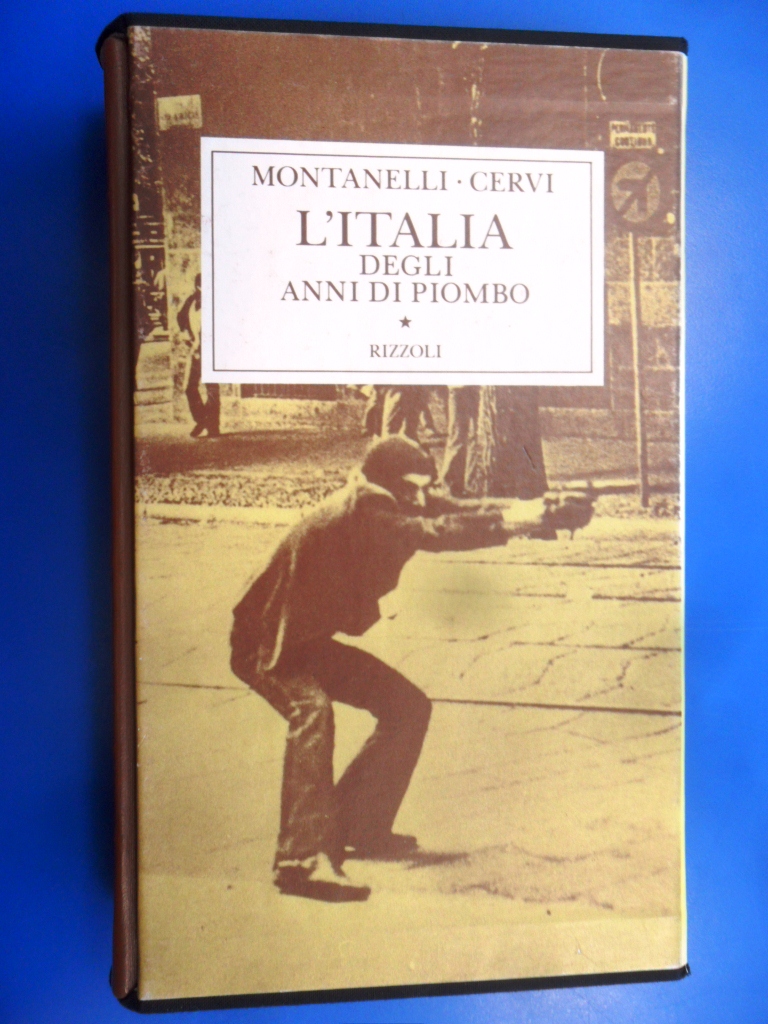 MONTANELLI · CERVI
L'ITALIA
DEGLI
ANNI DI PIOMBO
★
RIZZOLI